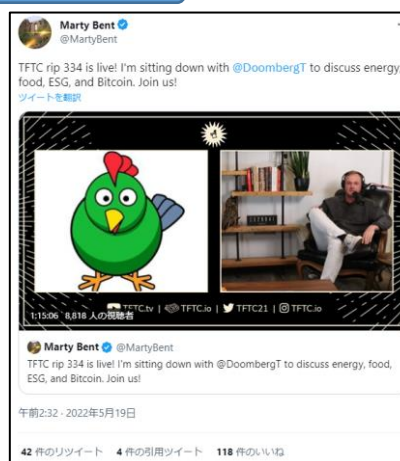 Marty Bent
@MartyBent
TFTC rip 334 is live! I'm sitting down with @DoombergT to discuss energy,
food, ESG, and Bitcoin. Join us!
ツイートを翻訳
TFTC.tv | TFTC.io | TFTC21 | TFTC.io
1:15:06 8,818 人の視聴者
Marty Bent @MartyBent
TFTC rip 334 is live! I'm sitting down with @DoombergT to discuss energy, food,
ESG, and Bitcoin. Join us!
午前2:32 · 2022年5月19日
42 件のリツイート 4 件の引用ツイート 118 件のいいね